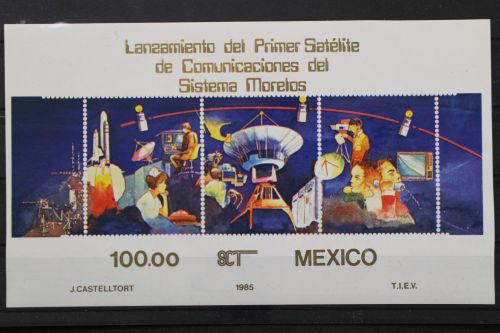 Lanzamiento del Primer Satélite
de Comunicaciones del
Sistema Morelos
100.00 SCT MEXICO
J.CASTELLTORT 1985 T.I.E.V.